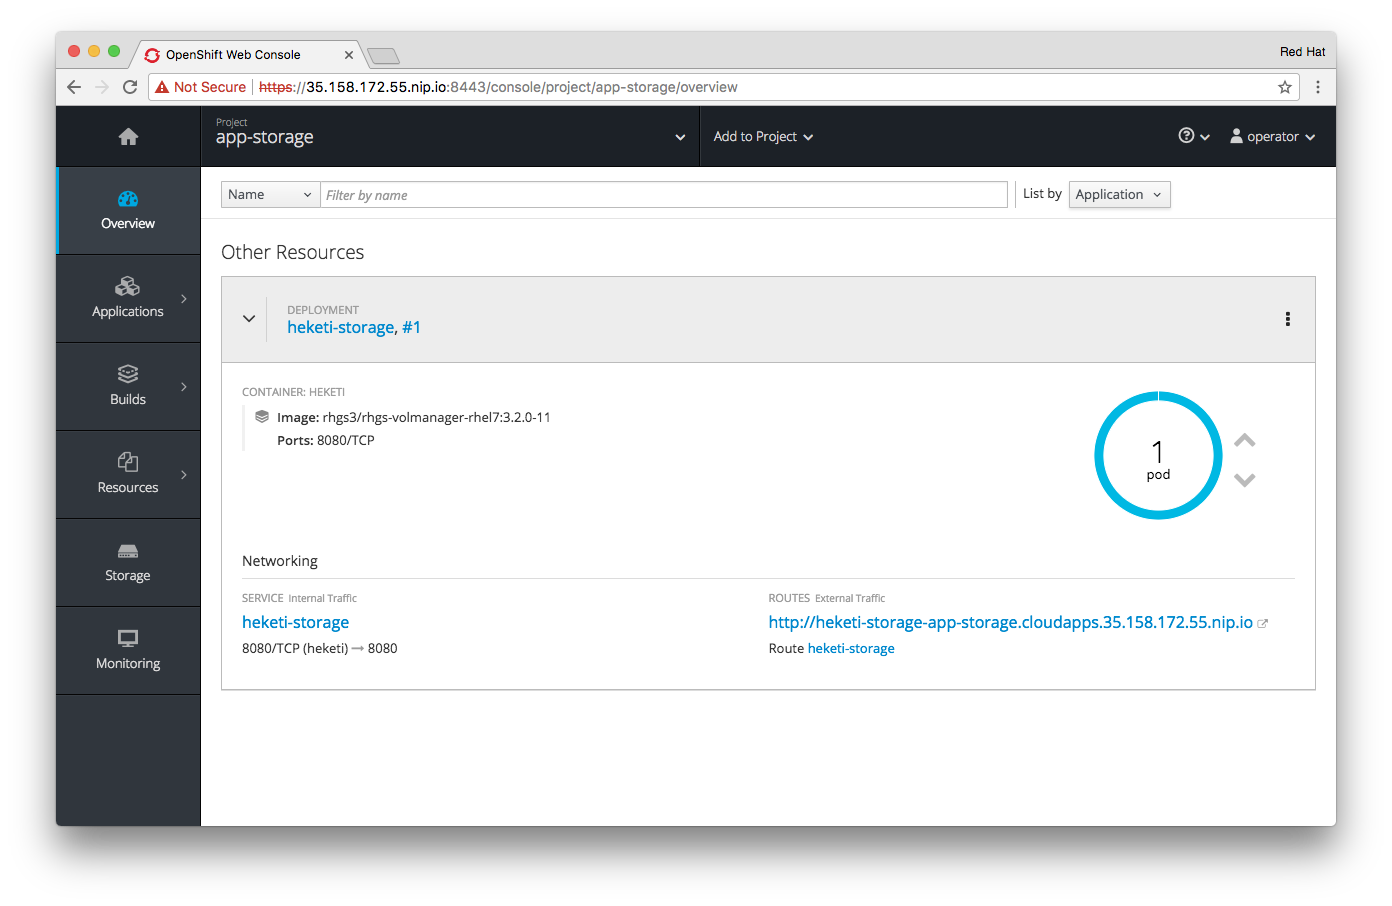 OpenShift Web Console
Red Hat
Not Secure https://35.158.172.55.nip.io:8443/console/project/app-storage/overview
Project
app-storage
Add to Project
operator
Name
Filter by name
List by
Application
Overview
Applications
Builds
Resources
Storage
Monitoring
Other Resources
DEPLOYMENT
heketi-storage, #1
CONTAINER: HEKETI
Image: rhgs3/rhgs-volmanager-rhel7:3.2.0-11
Ports: 8080/TCP
1
pod
Networking
SERVICE Internal Traffic
heketi-storage
8080/TCP (heketi) → 8080
ROUTES External Traffic
http://heketi-storage-app-storage.cloudapps.35.158.172.55.nip.io
Route heketi-storage